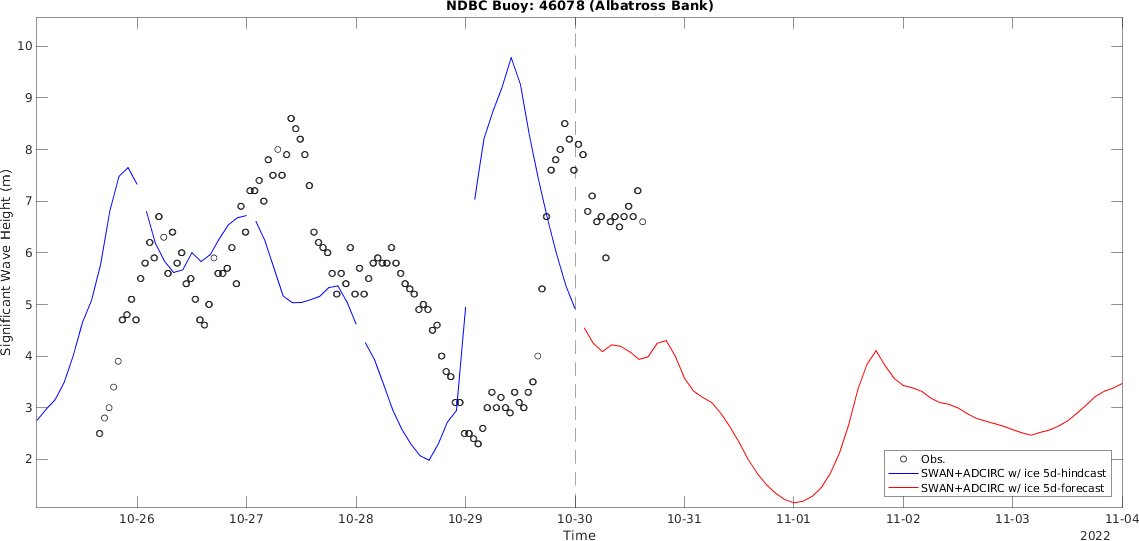 NDBC Buoy: 46078 (Albatross Bank)
10
9
8
7
6
5
4
3
2
Significant Wave Height (m)
Obs.
SWAN+ADCIRC w/ ice 5d-hindcast
SWAN+ADCIRC w/ ice 5d-forecast
10-26 10-27 10-28 10-29 10-30 10-31 11-01 11-02 11-03 11-04
Time
2022